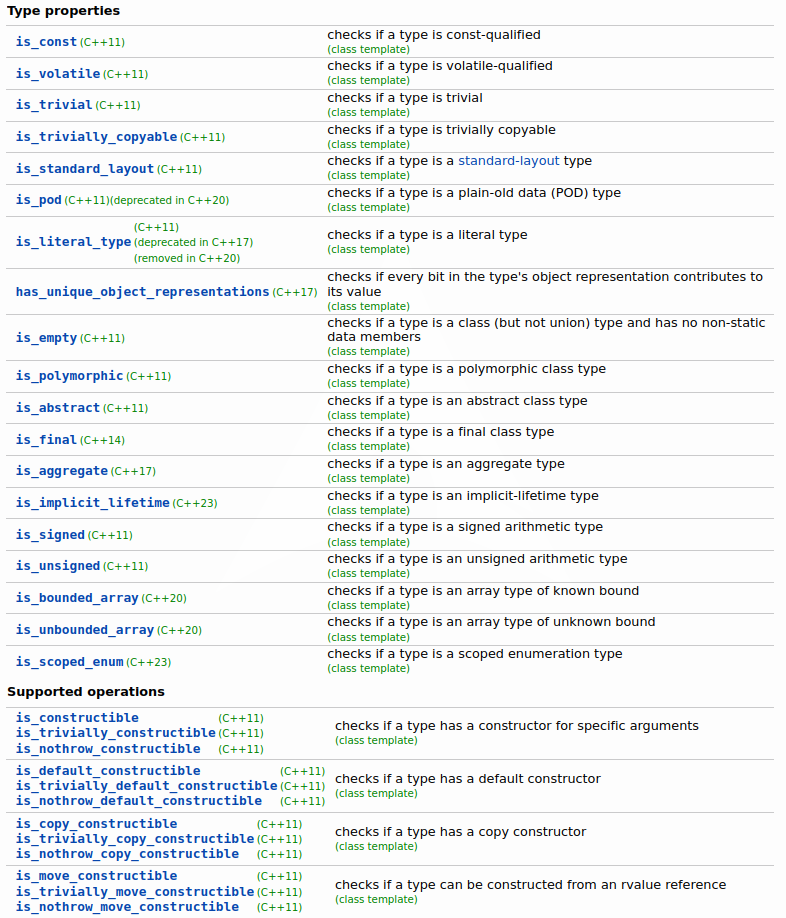 Type properties
is_const (C++11) checks if a type is const-qualified
(class template)
is_volatile (C++11) checks if a type is volatile-qualified
(class template)
is_trivial (C++11) checks if a type is trivial
(class template)
is_trivially_copyable (C++11) checks if a type is trivially copyable
(class template)
is_standard_layout (C++11) checks if a type is a standard-layout type
(class template)
is_pod (C++11)(deprecated in C++20) checks if a type is a plain-old data (POD) type
(class template)
is_literal_type (C++11)
(deprecated in C++17)
(removed in C++20)
checks if a type is a literal type
(class template)
has_unique_object_representations (C++17) checks if every bit in the type's object representation contributes to
its value
(class template)
is_empty (C++11) checks if a type is a class (but not union) type and has no non-static
data members
(class template)
is_polymorphic (C++11) checks if a type is a polymorphic class type
(class template)
is_abstract (C++11) checks if a type is an abstract class type
(class template)
is_final (C++14) checks if a type is a final class type
(class template)
is_aggregate (C++17) checks if a type is an aggregate type
(class template)
is_implicit_lifetime (C++23) checks if a type is an implicit-lifetime type
(class template)
is_signed (C++11) checks if a type is a signed arithmetic type
(class template)
is_unsigned (C++11) checks if a type is an unsigned arithmetic type
(class template)
is_bounded_array (C++20) checks if a type is an array type of known bound
(class template)
is_unbounded_array (C++20) checks if a type is an array type of unknown bound
(class template)
is_scoped_enum (C++23) checks if a type is a scoped enumeration type
(class template)
Supported operations
is_constructible (C++11)
is_trivially_constructible (C++11)
is_nothrow_constructible (C++11)
checks if a type has a constructor for specific arguments
(class template)
is_default_constructible (C++11)
is_trivially_default_constructible (C++11)
is_nothrow_default_constructible (C++11)
checks if a type has a default constructor
(class template)
is_copy_constructible (C++11)
is_trivially_copy_constructible (C++11)
is_nothrow_copy_constructible (C++11)
checks if a type has a copy constructor
(class template)
is_move_constructible (C++11)
is_trivially_move_constructible (C++11)
is_nothrow_move_constructible (C++11)
checks if a type can be constructed from an rvalue reference
(class template)